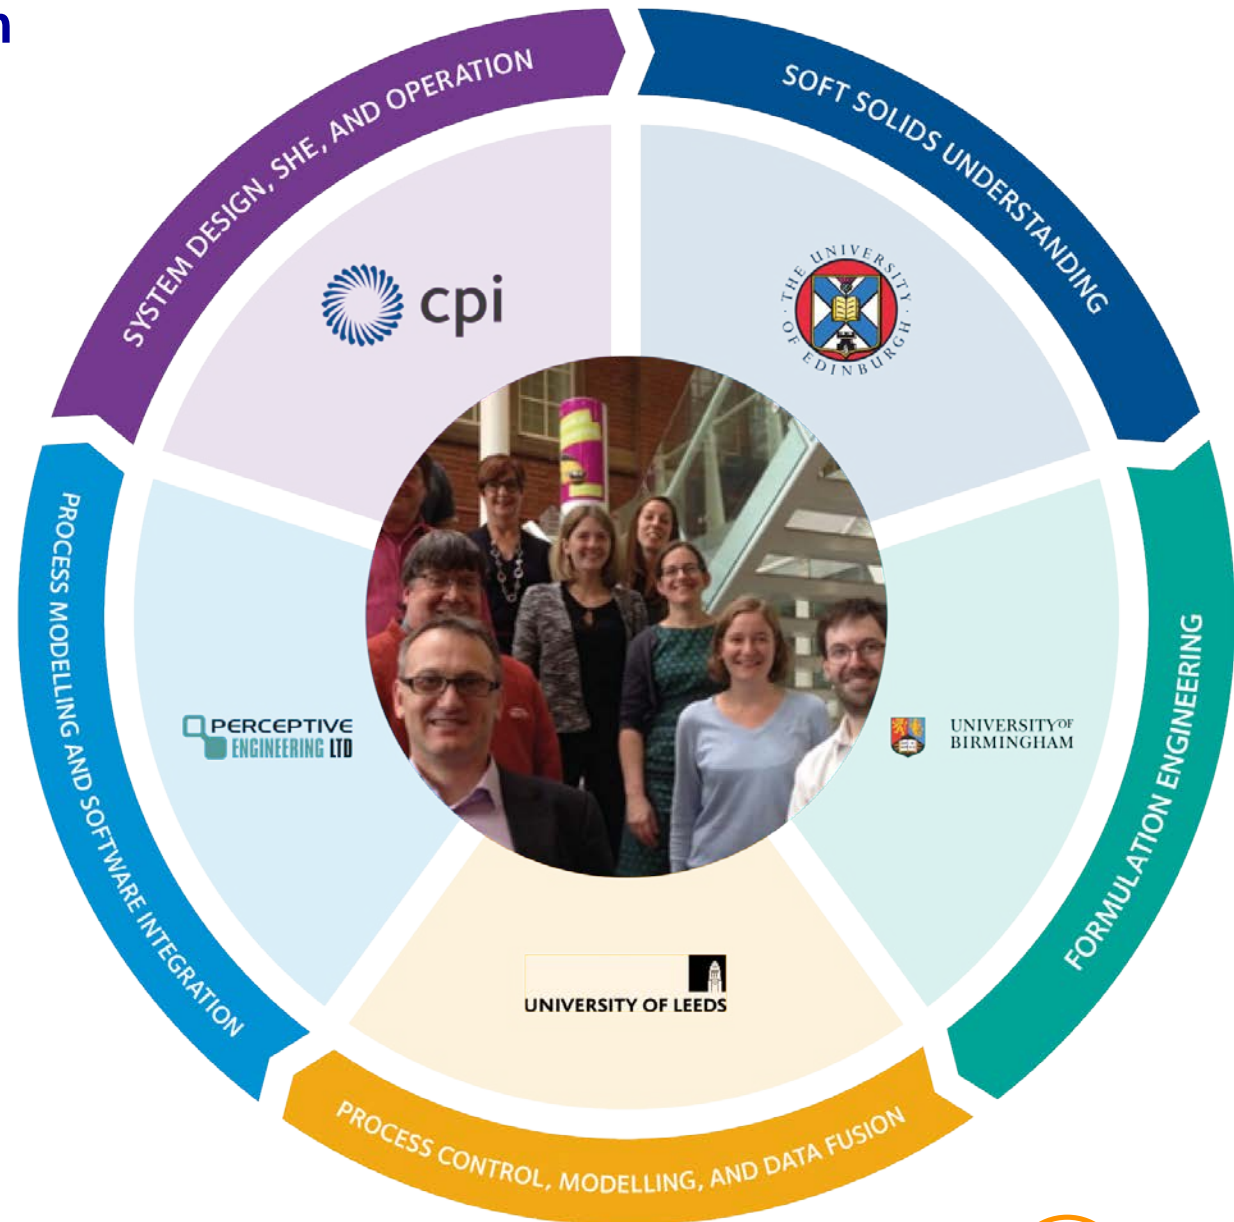 n
SYSTEM DESIGN, SHE, AND OPERATION
SOFT SOLIDS UNDERSTANDING
cpi
THE UNIVERSITY
OF EDINBURGH
PERCEPTIVE
ENGINEERING LTD
UNIVERSITY OF
BIRMINGHAM
UNIVERSITY OF LEEDS
PROCESS MODELLING AND SOFTWARE INTEGRATION
FORMULATION ENGINEERING
PROCESS CONTROL, MODELLING, AND DATA FUSION